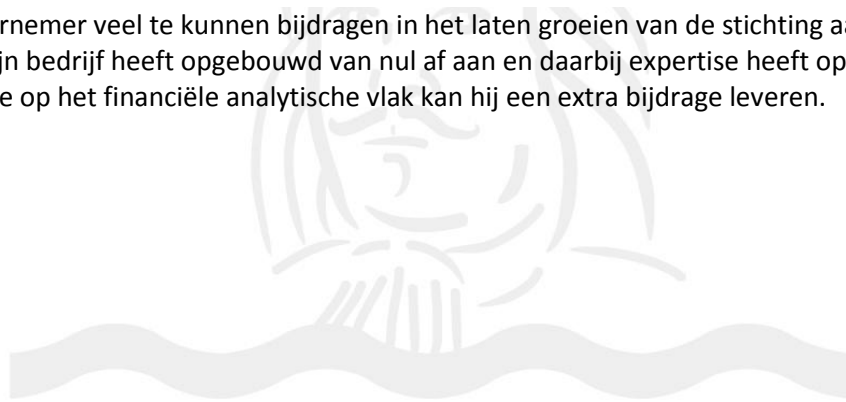 rnemer veel te kunnen bijdragen in het laten groeien van de stichting aa
jn bedrijf heeft opgebouwd van nul af aan en daarbij expertise heeft op
e op het financiële analytische vlak kan hij een extra bijdrage leveren.